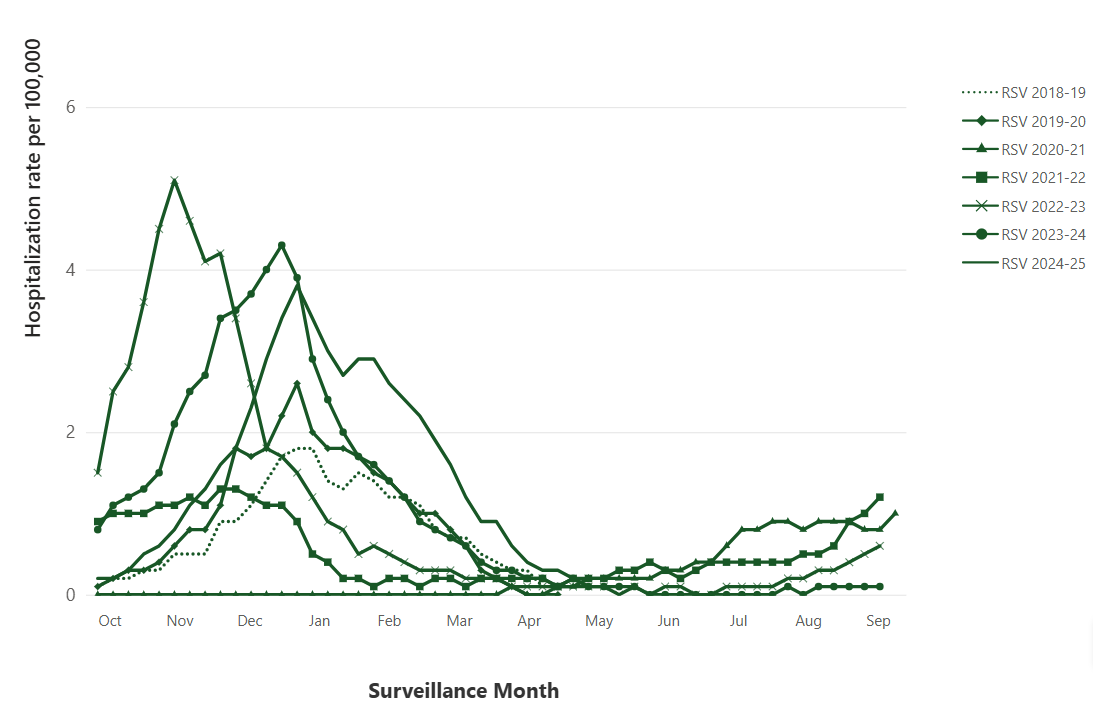 Hospitalization rate per 100,000
6
4
2
0
Oct Nov Dec Jan Feb Mar Apr May Jun Jul Aug Sep
Surveillance Month
RSV 2018-19
RSV 2019-20
RSV 2020-21
RSV 2021-22
RSV 2022-23
RSV 2023-24
RSV 2024-25